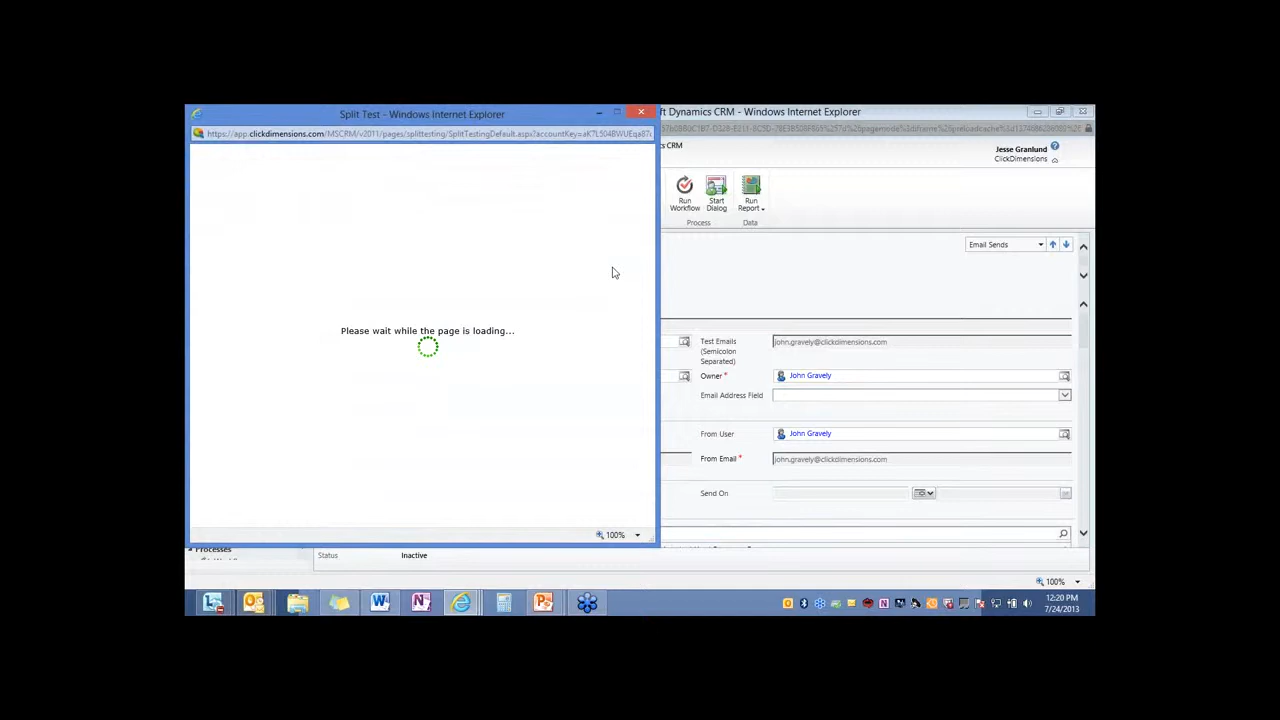 Split Test - Windows Internet Explorer
ft Dynamics CRM - Windows Internet Explorer
https://app.clickdimensions.com/MSCRM/v2011/pages/splittesting/SplitTestingDefault.aspx?accountKey=
cs CRM
Jesse Granlund
ClickDimensions
Run Workflow
Start Dialog
Run Report
Process
Data
Email Sends
Please wait while the page is loading...
Test Emails (Semicolon Separated)
john.gravely@clickdimensions.com
Owner *
John Gravely
Email Address Field
From User
John Gravely
From Email *
john.gravely@clickdimensions.com
Send On
100%
Processes
Status
Inactive
100%
12:20 PM
7/24/2013